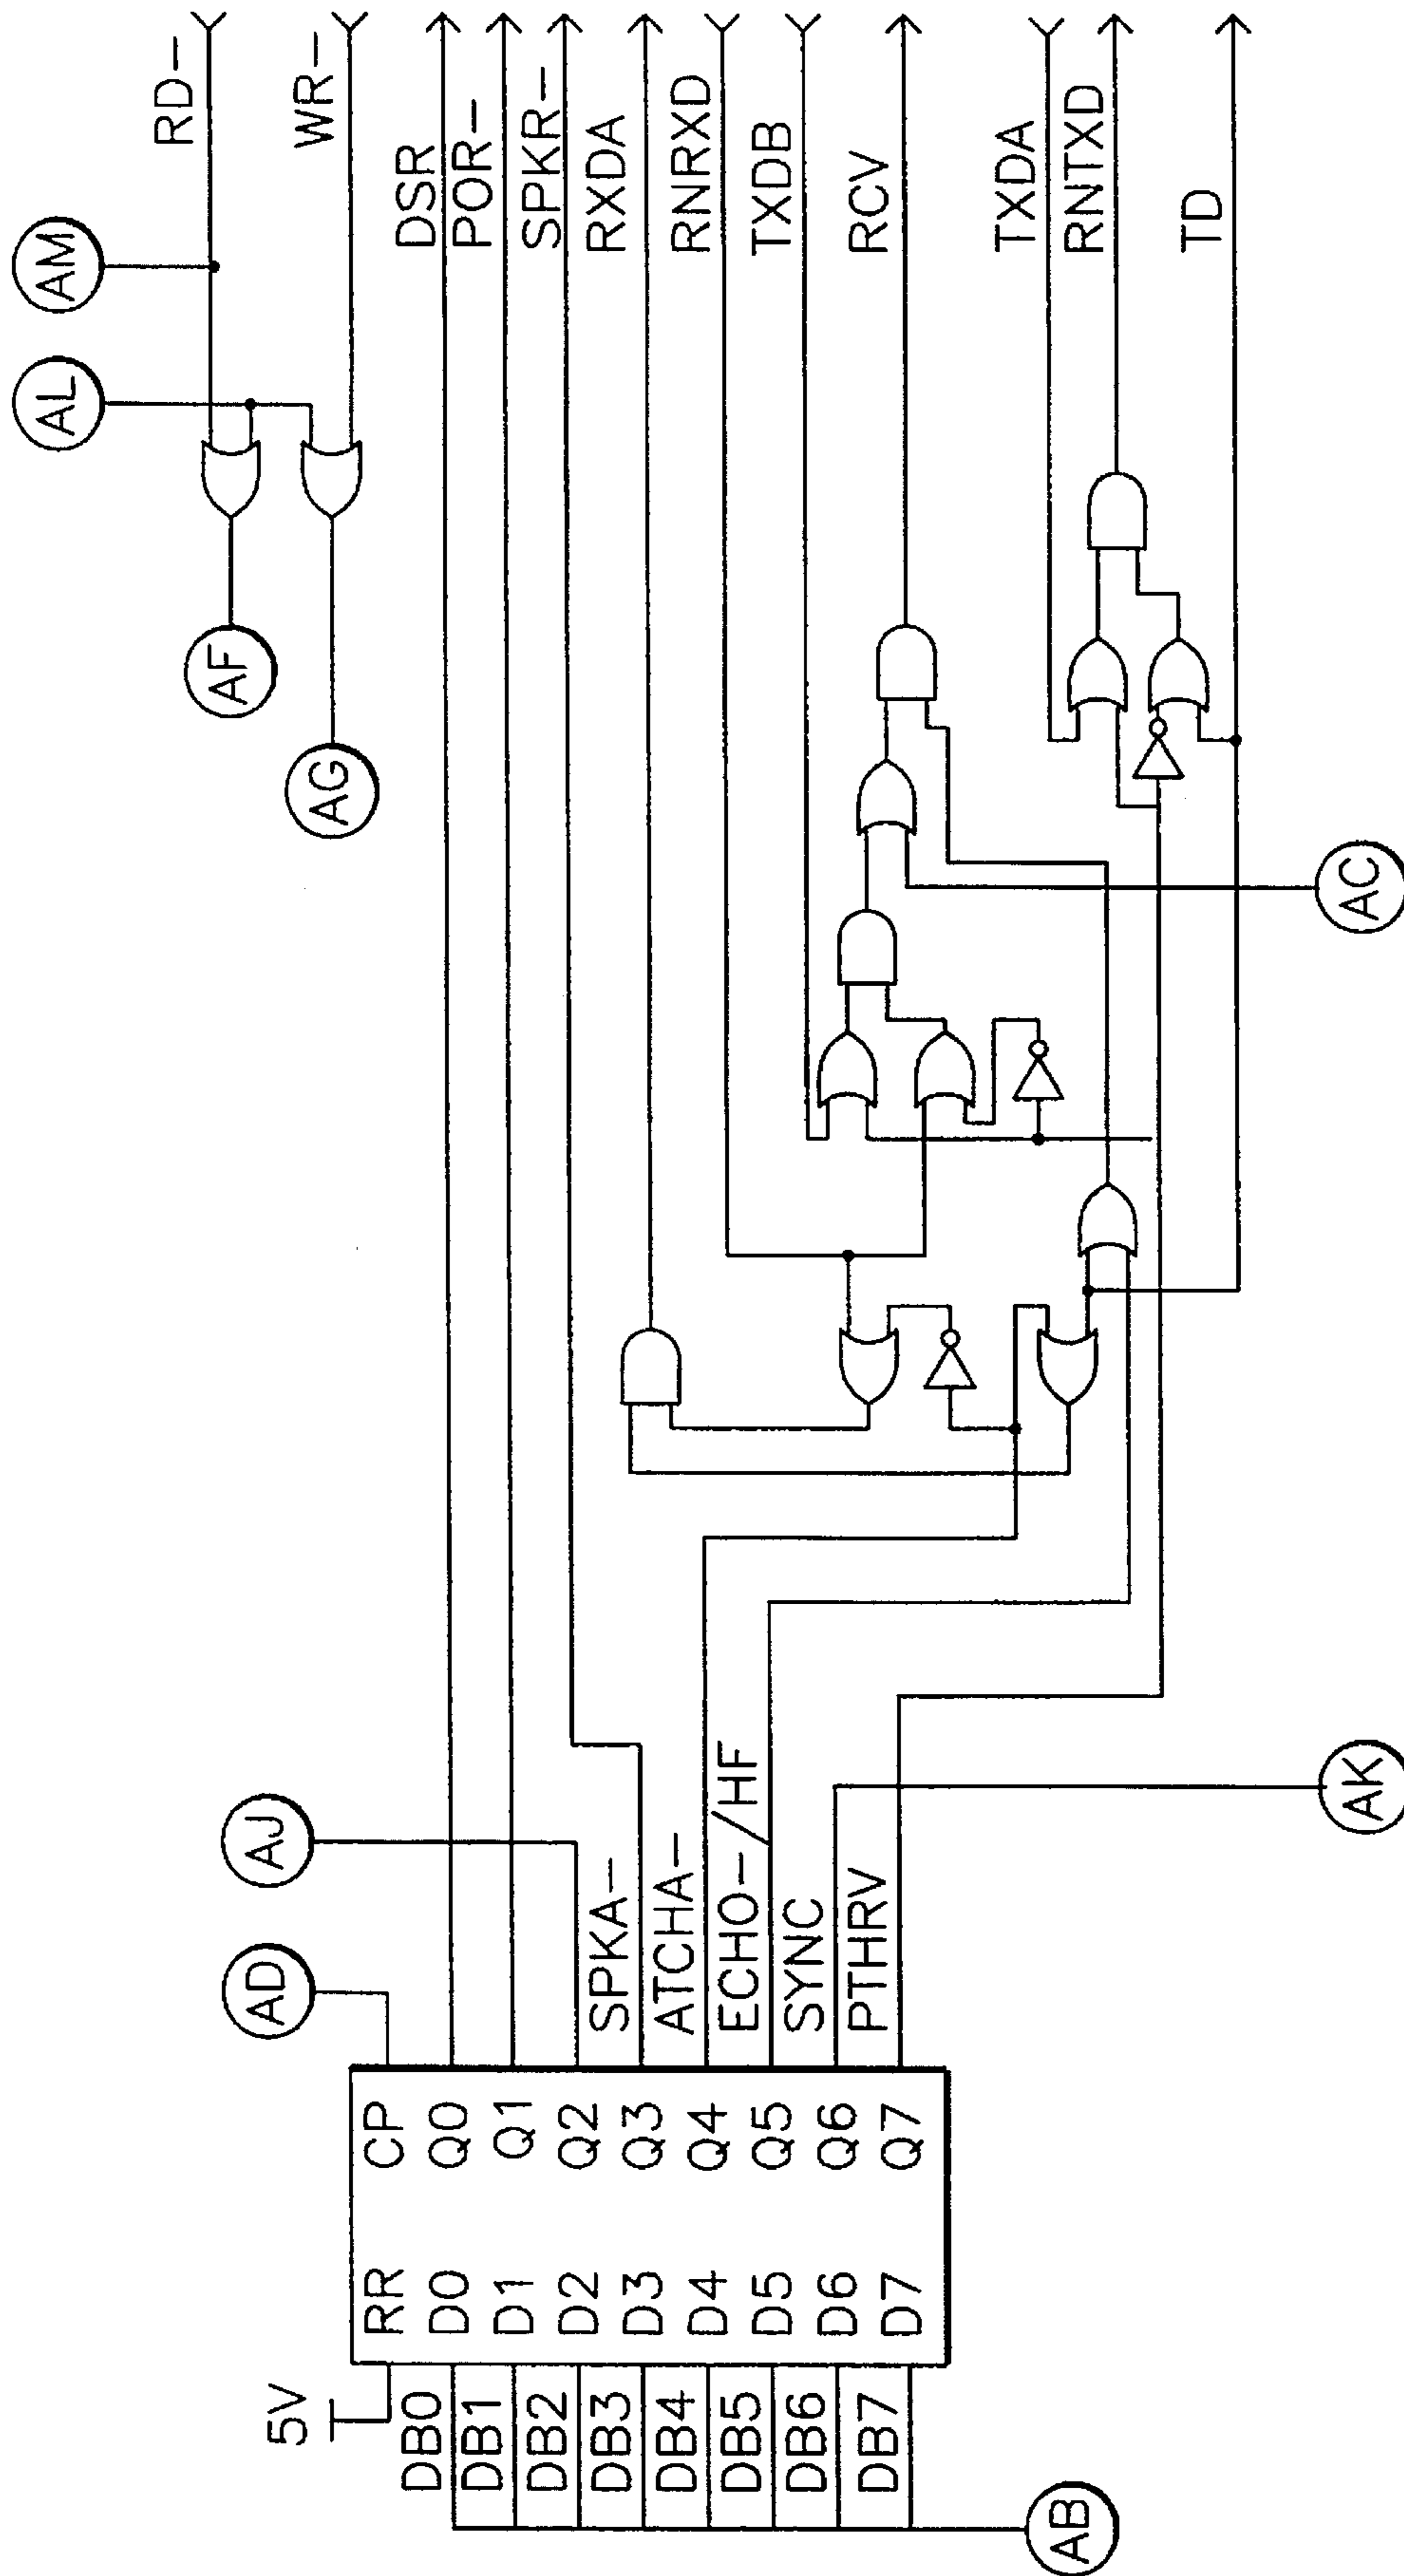 RD-
WR-
DSR
POR-
SPKR-
RXDA
RNRXD
TXDB
RCV
TXDA
RNTXD
TD
AM
AL
AF
AG
AC
AJ
AD
SPKA-
ATCHA-
ECHO-/HF
SYNC
PTHRV
AK
5V
RR CP
DB0 D0 Q0
DB1 D1 Q1
DB2 D2 Q2
DB3 D3 Q3
DB4 D4 Q4
DB5 D5 Q5
DB6 D6 Q6
DB7 D7 Q7
AB